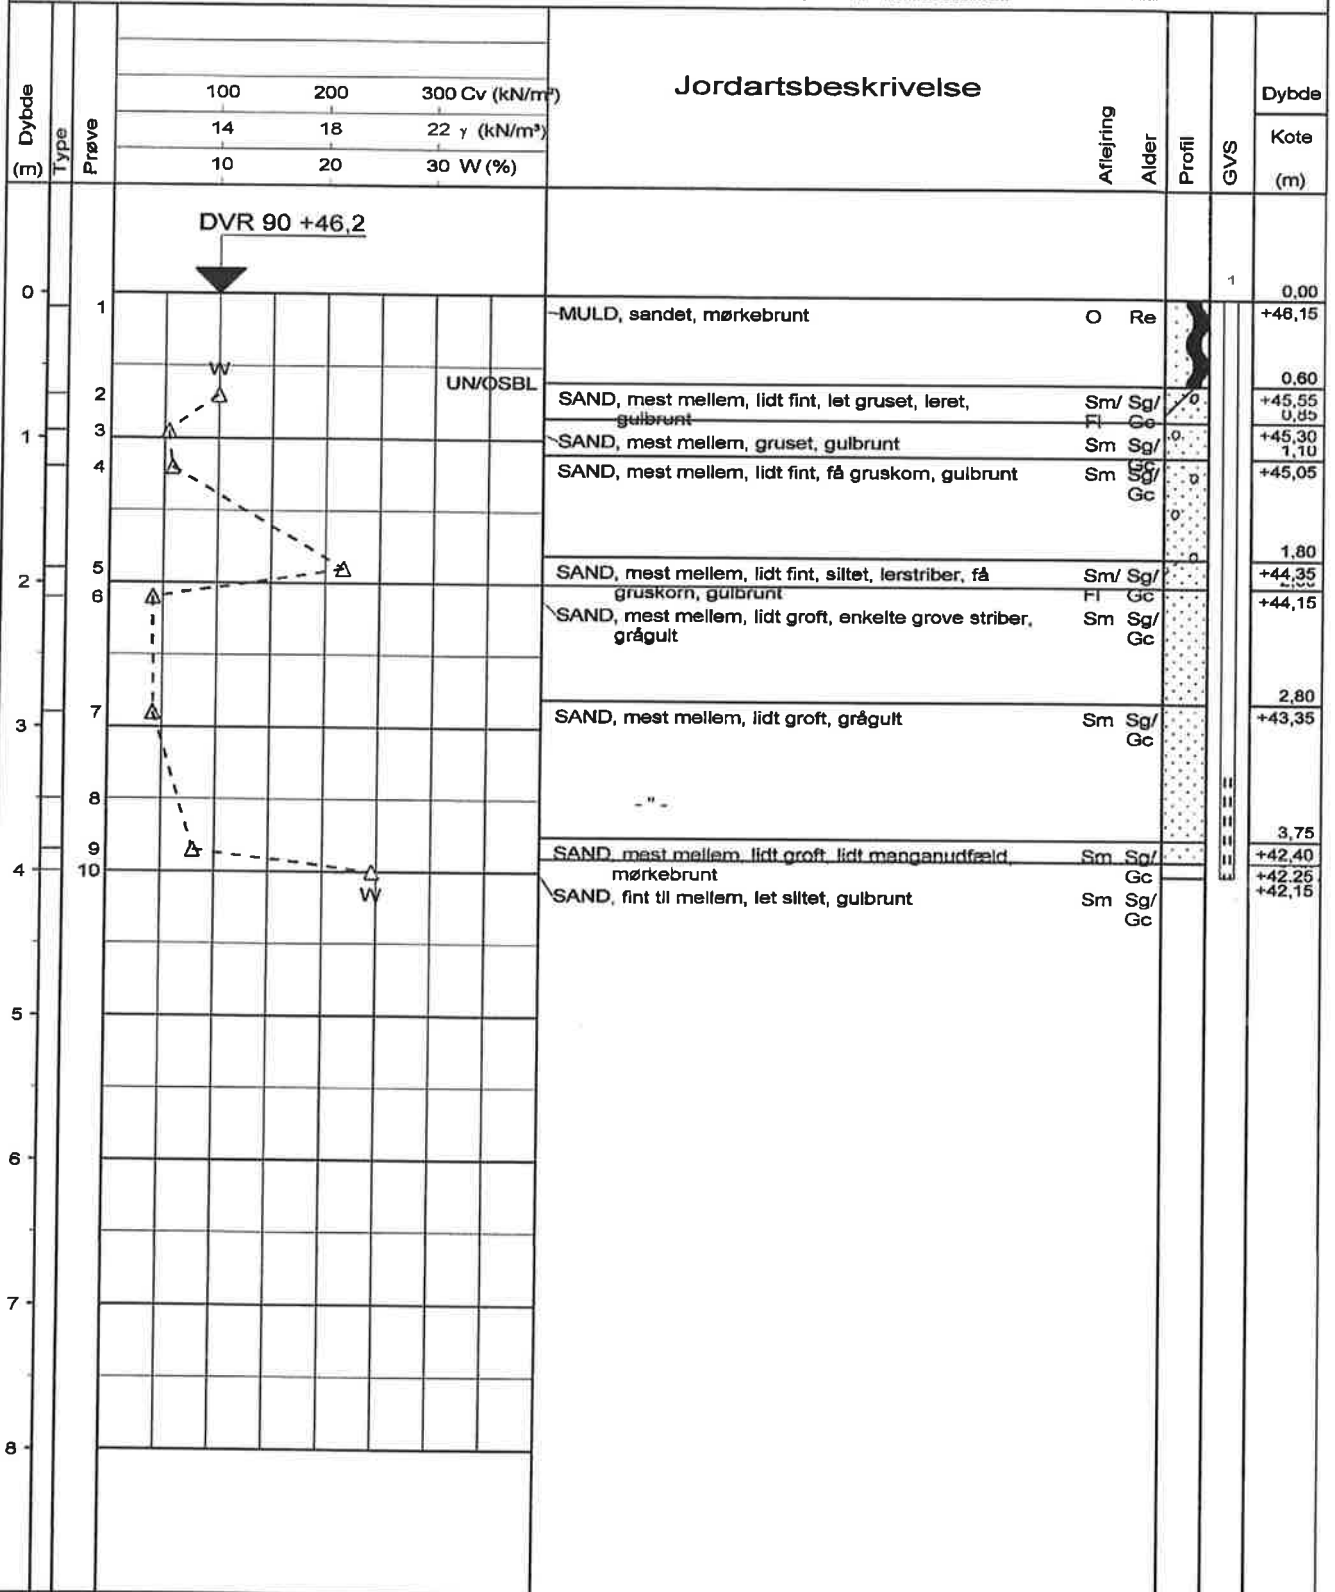 Dybde
(m)
Type
Prøve
100 200 300 Cv (kN/m²)
14 18 22 γ (kN/m³)
10 20 30 W (%)
Jordartsbeskrivelse
Aflejring
Alder
Profil
GVS
Dybde
Kote
(m)
DVR 90 +46,2
1
0 0,00
1 MULD, sandet, mørkebrunt O Re +46,15
W
UN/OSBL 0,60
2 SAND, mest mellem, lidt fint, let gruset, leret, Sm/ Sg/ +45,55
gulbrunt Fl Gc 0,85
1 3 SAND, mest mellem, gruset, gulbrunt Sm Sg/ +45,30
Gc 1,10
4 SAND, mest mellem, lidt fint, få gruskorn, gulbrunt Sm Sg/ +45,05
Gc
1,80
2 5 SAND, mest mellem, lidt fint, siltet, lerstriber, få Sm/ Sg/ +44,35
6 gruskorn, gulbrunt Fl Gc
+44,15
SAND, mest mellem, lidt groft, enkelte grove striber, Sm Sg/
grågult Gc
2,80
3 7 SAND, mest mellem, lidt groft, grågult Sm Sg/ +43,35
Gc
8 -"-
3,75
9 SAND, mest mellem, lidt groft, lidt manganudfæld, Sm Sg/ +42,40
4 10 mørkebrunt Gc +42,25
W SAND, fint til mellem, let siltet, gulbrunt Sm Sg/ +42,15
Gc
5
6
7
8